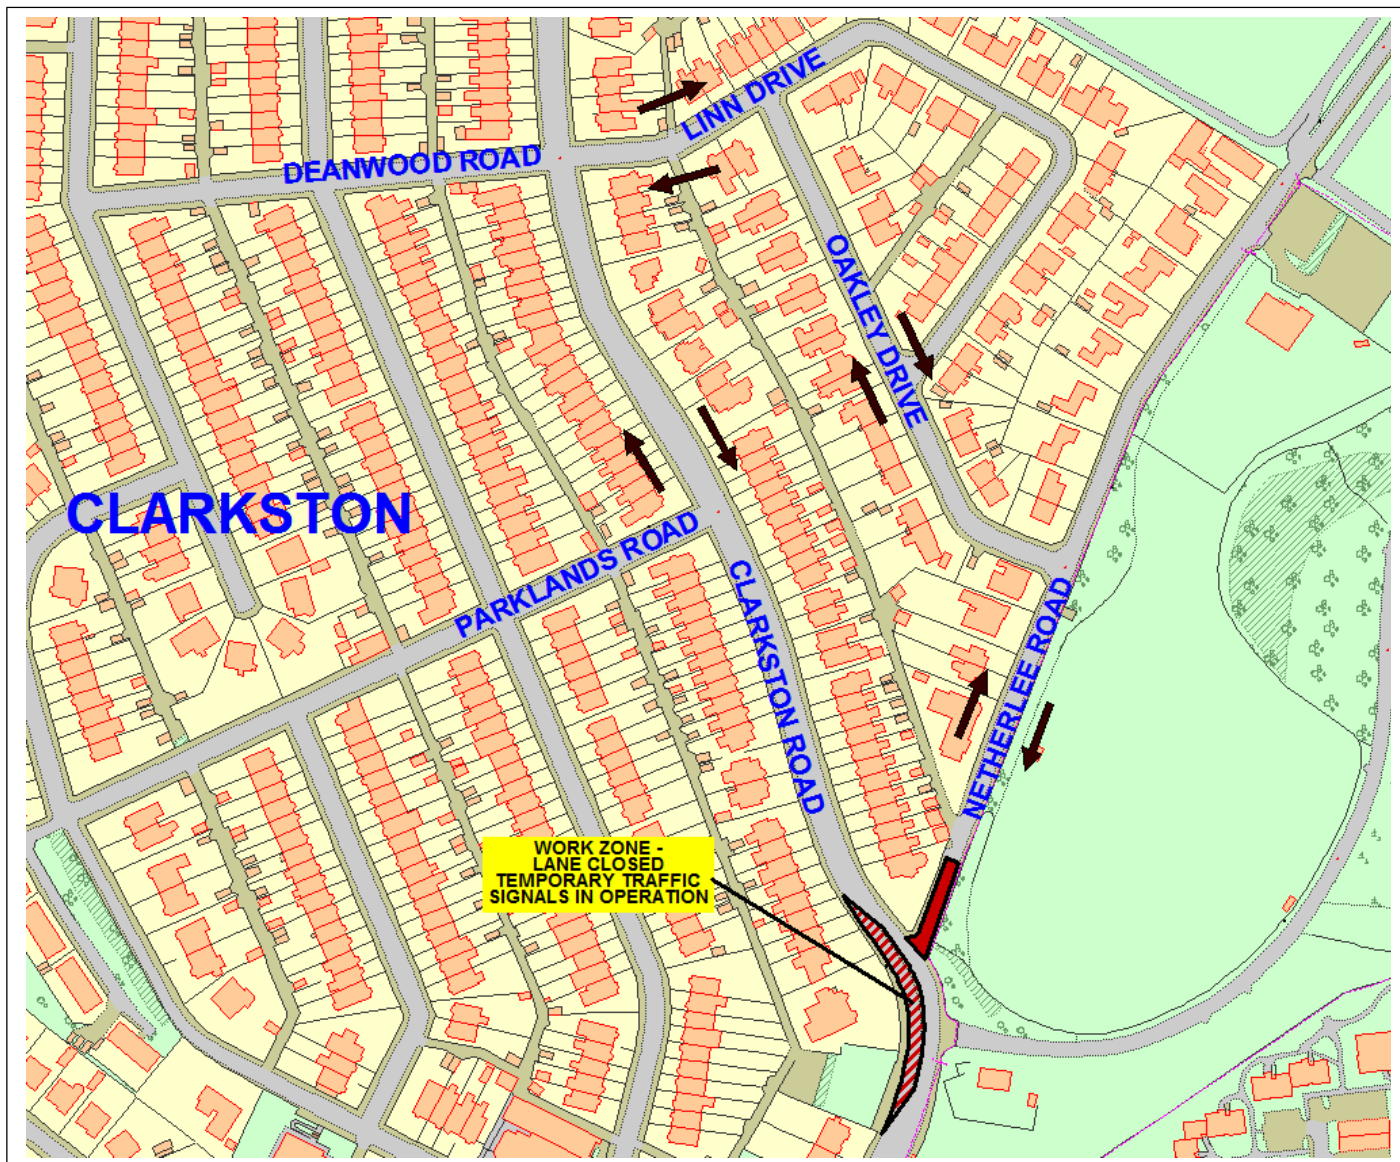 LINN DRIVE
DEANWOOD ROAD
OAKLEY DRIVE
CLARKSTON
PARKLANDS ROAD
CLARKSTON ROAD
NETHERLEE ROAD
WORK ZONE -
LANE CLOSED
TEMPORARY TRAFFIC
SIGNALS IN OPERATION